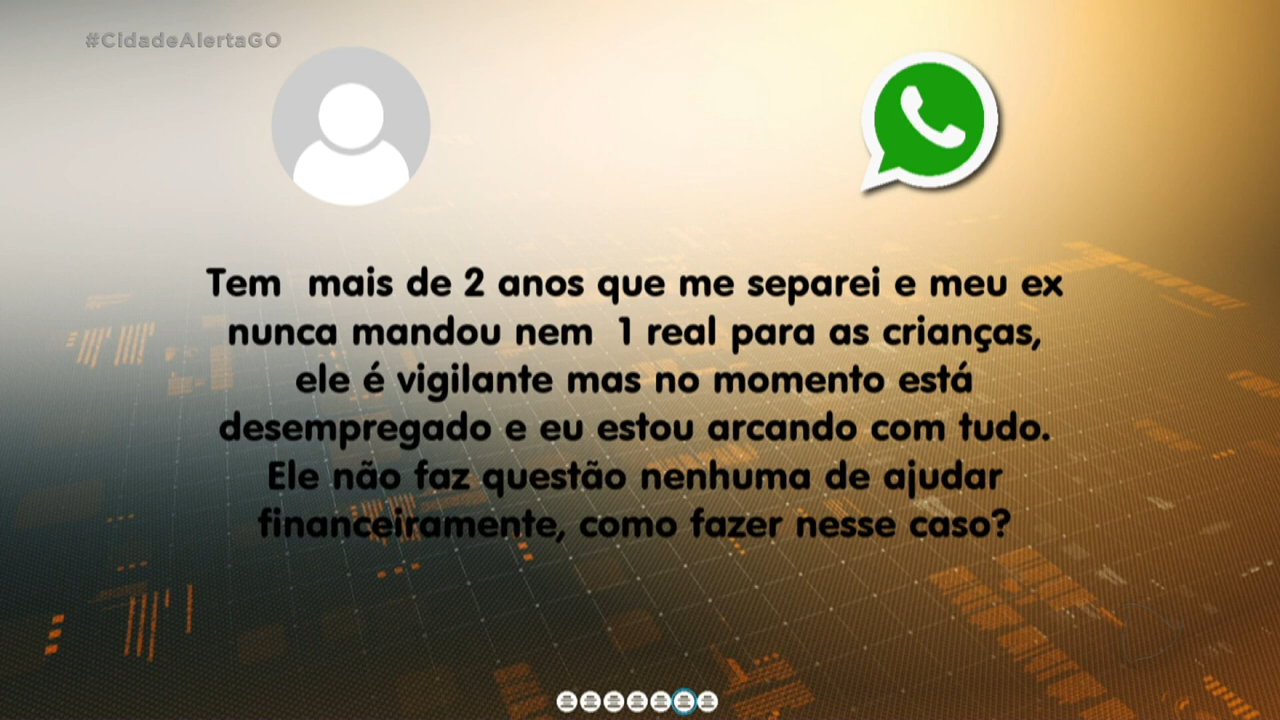 #CidadeAlertaGO
Tem mais de 2 anos que me separei e meu ex
nunca mandou nem 1 real para as crianças,
ele é vigilante mas no momento está
desempregado e eu estou arcando com tudo.
Ele não faz questão nenhuma de ajudar
financeiramente, como fazer nesse caso?